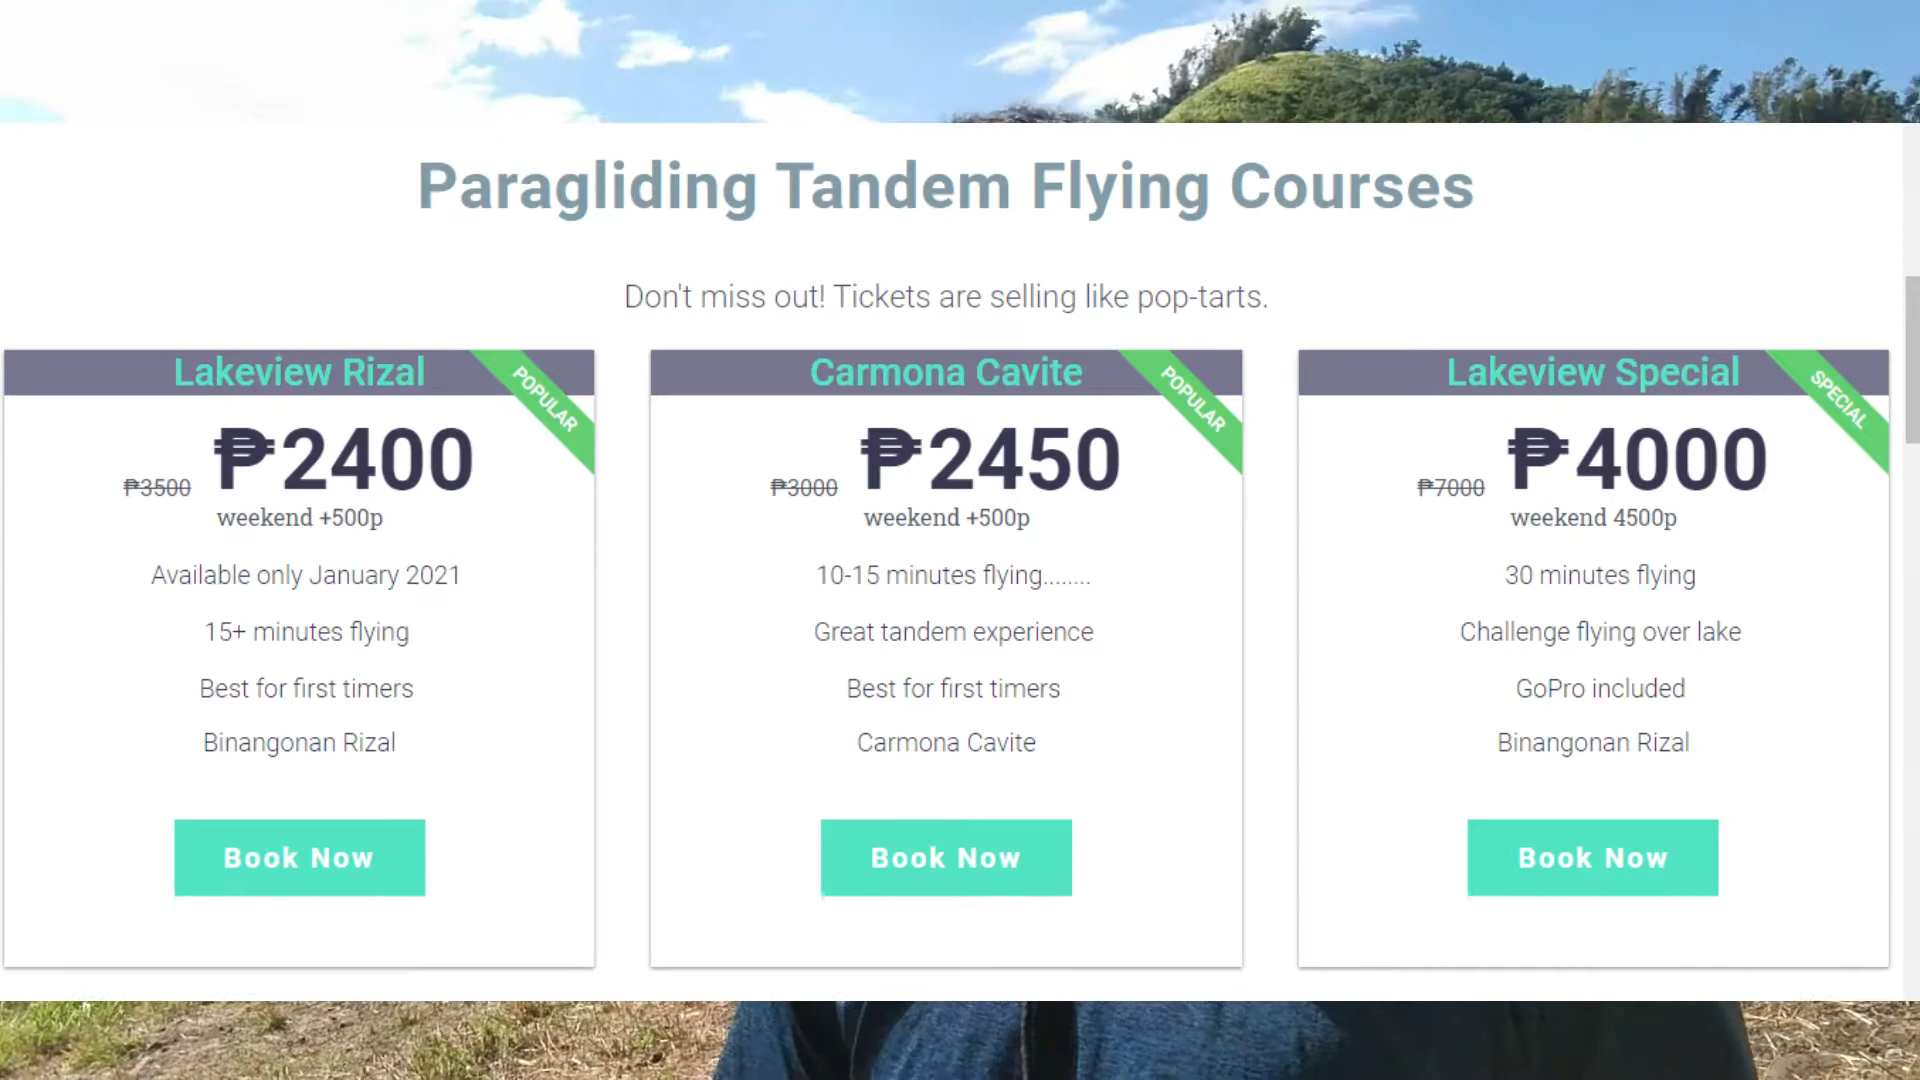 Paragliding Tandem Flying Courses
Don't miss out! Tickets are selling like pop-tarts.
Lakeview Rizal
POPULAR
₱3500 ₱2400
weekend +500p
Available only January 2021
15+ minutes flying
Best for first timers
Binangonan Rizal
Book Now
Carmona Cavite
POPULAR
₱3000 ₱2450
weekend +500p
10-15 minutes flying........
Great tandem experience
Best for first timers
Carmona Cavite
Book Now
Lakeview Special
SPECIAL
₱7000 ₱4000
weekend 4500p
30 minutes flying
Challenge flying over lake
GoPro included
Binangonan Rizal
Book Now